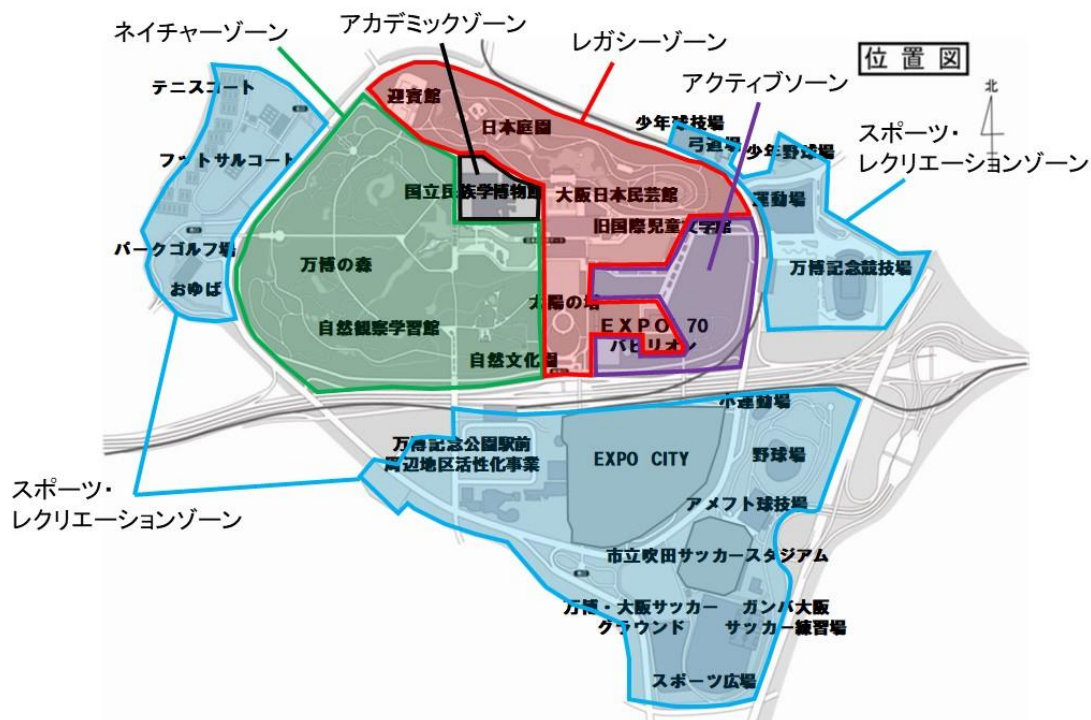 ネイチャーゾーン
アカデミックゾーン
レガシーゾーン
位置図
アクティブゾーン
北
テニスコート
迎賓館
日本庭園
少年球技場
弓道場
少年野球場
スポーツ・
レクリエーションゾーン
フットサルコート
国立民族学博物館
大阪日本民芸館
運動場
旧国際児童文学館
パークゴルフ場
万博の森
万博記念競技場
おゆば
太陽の塔
自然観察学習館
EXPO 70
パビリオン
自然文化園
小運動場
万博記念公園駅前
周辺地区活性化事業
EXPO CITY
野球場
スポーツ・
レクリエーションゾーン
アメフト球技場
市立吹田サッカースタジアム
万博・大阪サッカー
グラウンド
ガンバ大阪
サッカー練習場
スポーツ広場